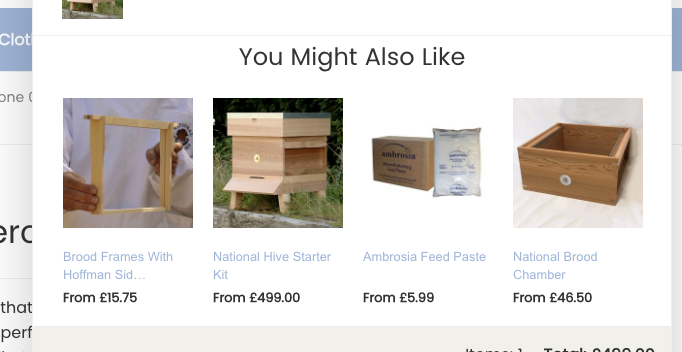 Clot
You Might Also Like
one
ambrosia
ambrosia
Brood Frames With
Hoffman Sid…
National Hive Starter
Kit
Ambrosia Feed Paste
National Brood
Chamber
From £15.75
From £499.00
From £5.99
From £46.50
erc
that
perf
Items: 1 Total: £499.00